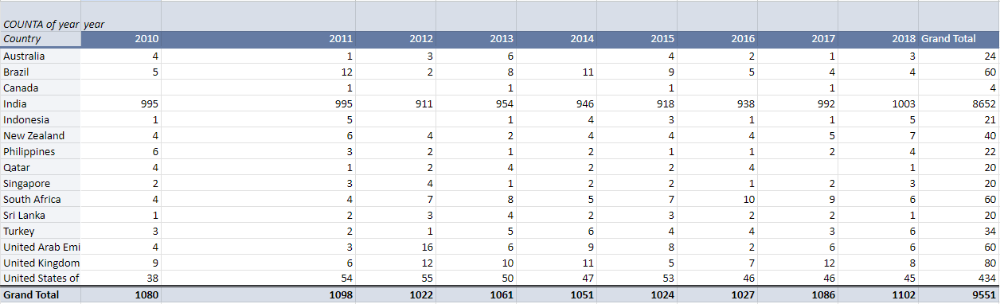 COUNTA of year year
Country 2010 2011 2012 2013 2014 2015 2016 2017 2018 Grand Total
Australia 4 1 3 6 4 2 1 3 24
Brazil 5 12 2 8 11 9 5 4 4 60
Canada 1 1 1 1 4
India 995 995 911 954 946 918 938 992 1003 8652
Indonesia 1 5 1 4 3 1 1 5 21
New Zealand 4 6 4 2 4 4 4 5 7 40
Philippines 6 3 2 1 2 1 1 2 4 22
Qatar 4 1 2 4 2 2 4 1 20
Singapore 2 3 4 1 2 2 1 2 3 20
South Africa 4 4 7 8 5 7 10 9 6 60
Sri Lanka 1 2 3 4 2 3 2 2 1 20
Turkey 3 2 1 5 6 4 4 3 6 34
United Arab Emi 4 3 16 6 9 8 2 6 6 60
United Kingdom 9 6 12 10 11 5 7 12 8 80
United States of 38 54 55 50 47 53 46 46 45 434
Grand Total 1080 1098 1022 1061 1051 1024 1027 1086 1102 9551